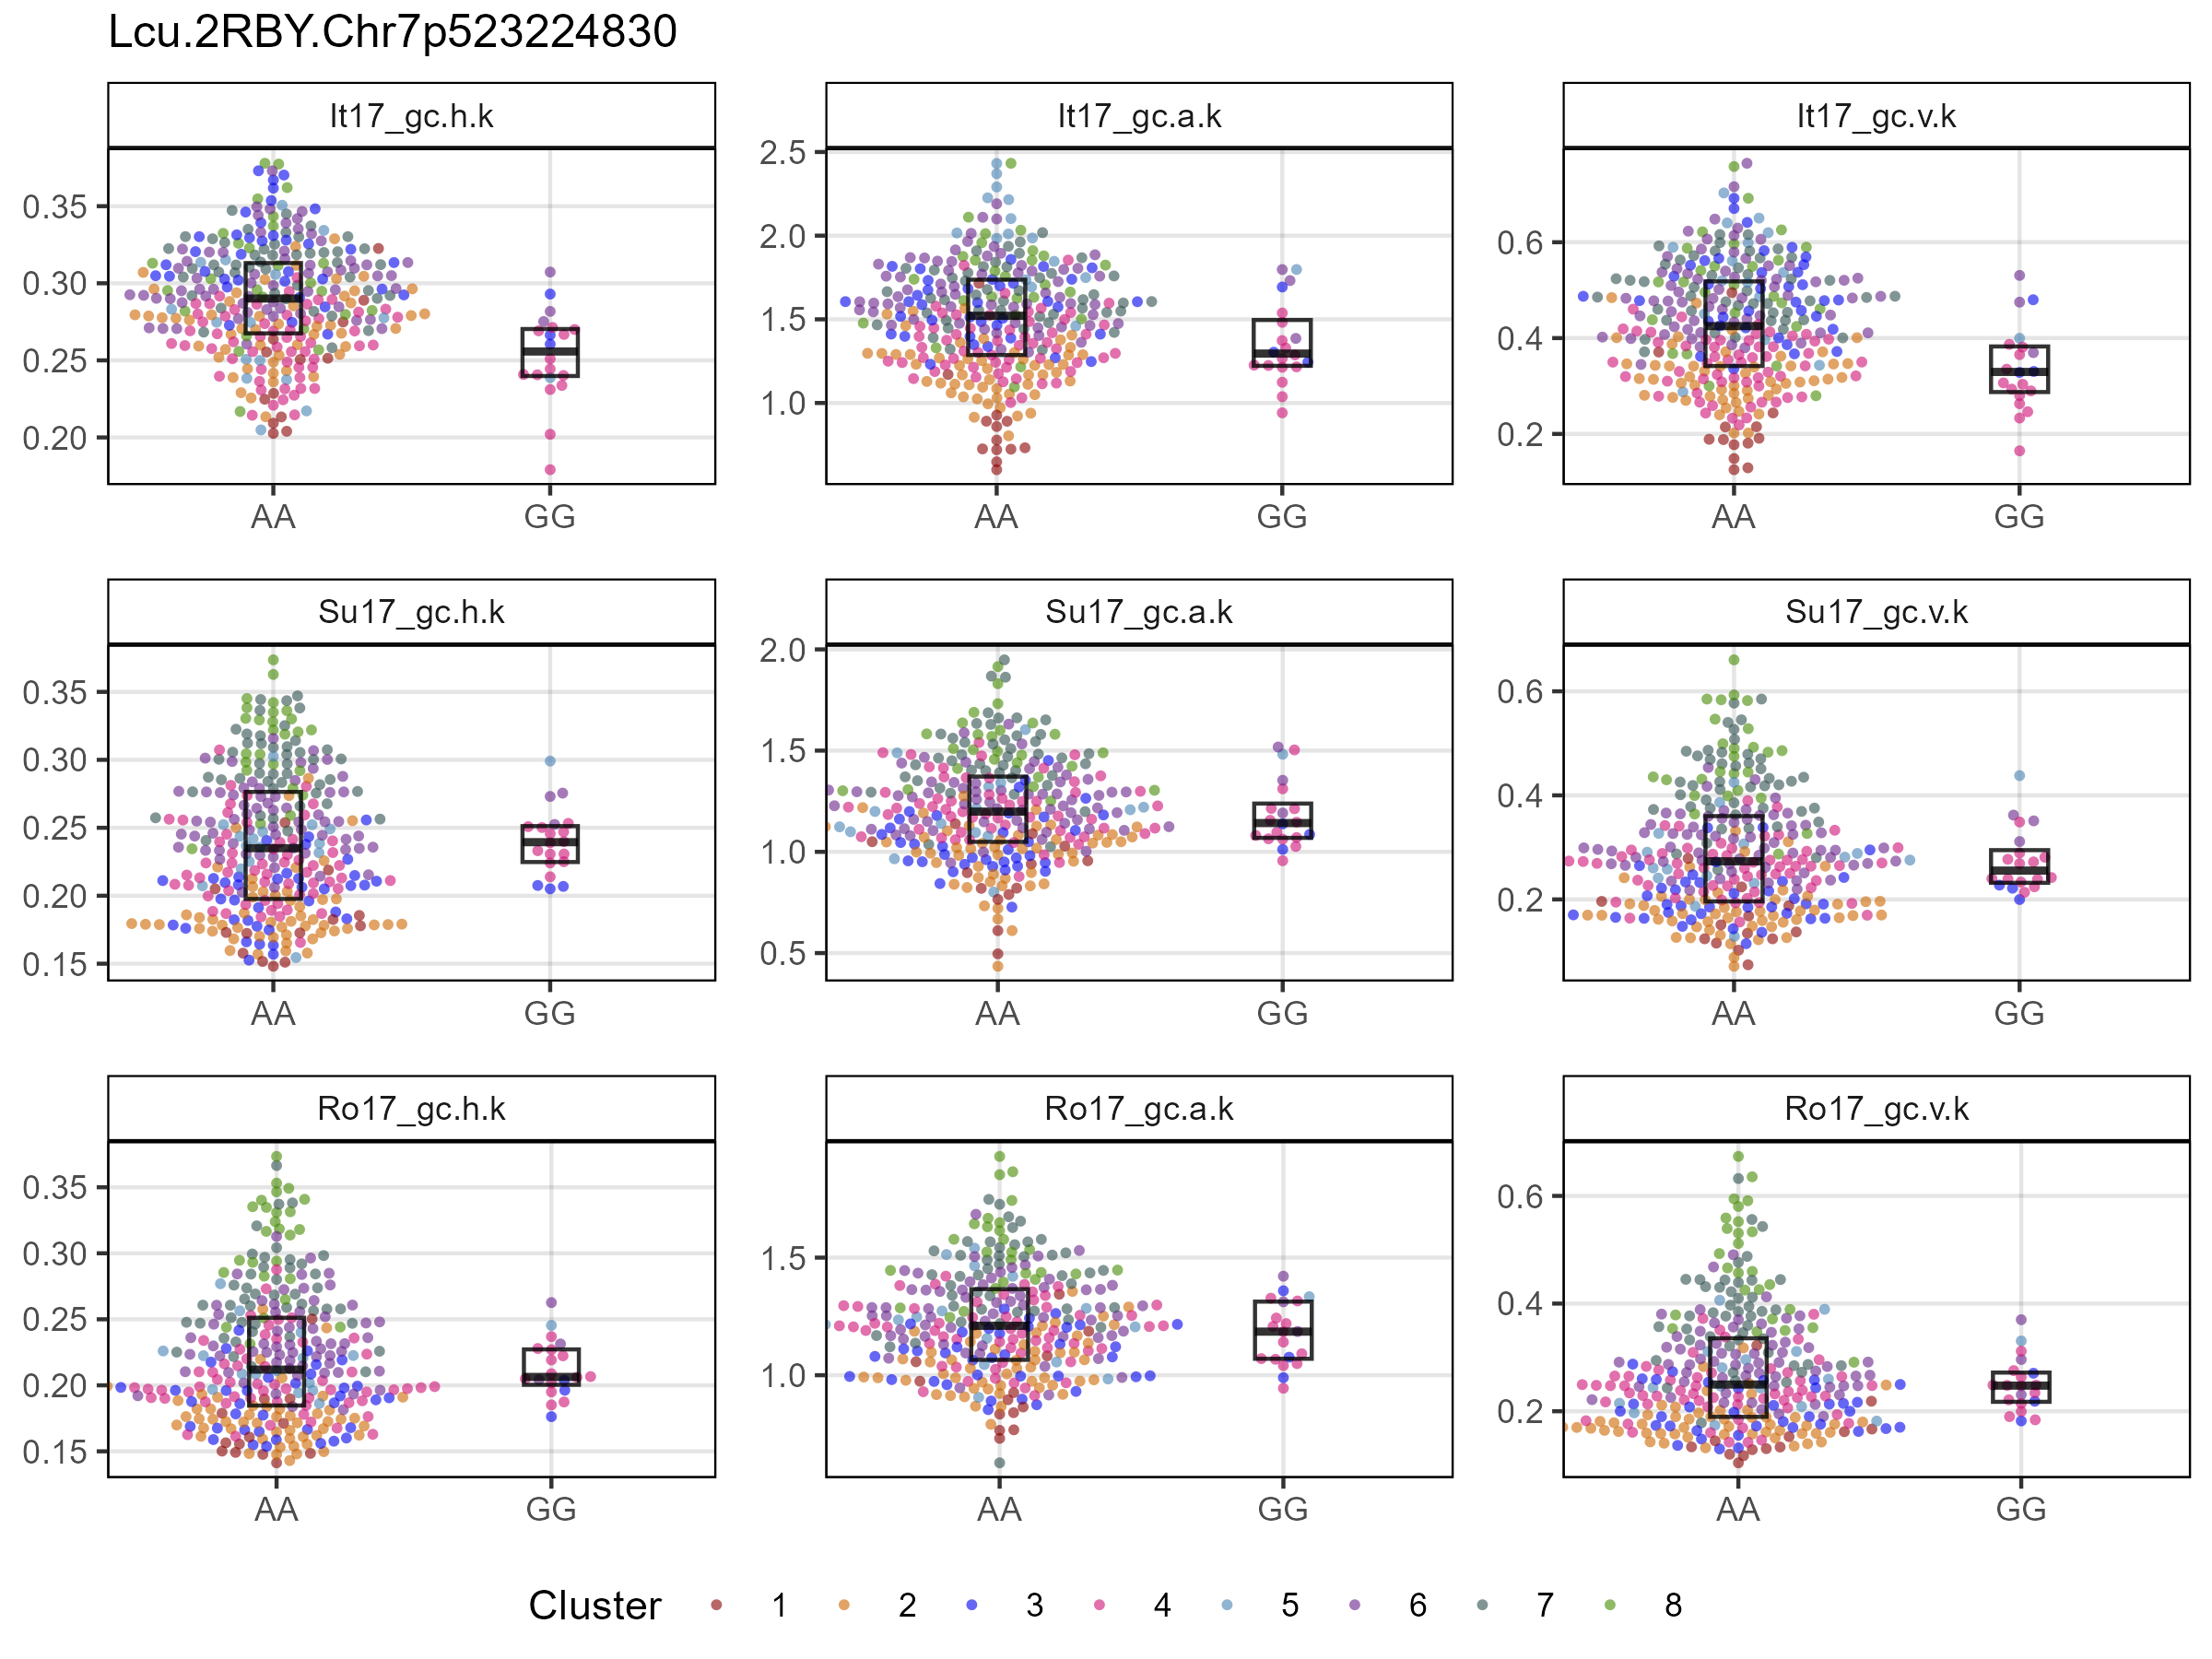 Lcu.2RBY.Chr7p523224830
It17_gc.h.k
It17_gc.a.k
It17_gc.v.k
0.35
0.30
0.25
0.20
2.5
2.0
1.5
1.0
0.6
0.4
0.2
AA
GG
AA
GG
AA
GG
Su17_gc.h.k
Su17_gc.a.k
Su17_gc.v.k
0.35
0.30
0.25
0.20
0.15
2.0
1.5
1.0
0.5
0.6
0.4
0.2
AA
GG
AA
GG
AA
GG
Ro17_gc.h.k
Ro17_gc.a.k
Ro17_gc.v.k
0.35
0.30
0.25
0.20
0.15
1.5
1.0
0.6
0.4
0.2
AA
GG
AA
GG
AA
GG
Cluster 1 2 3 4 5 6 7 8